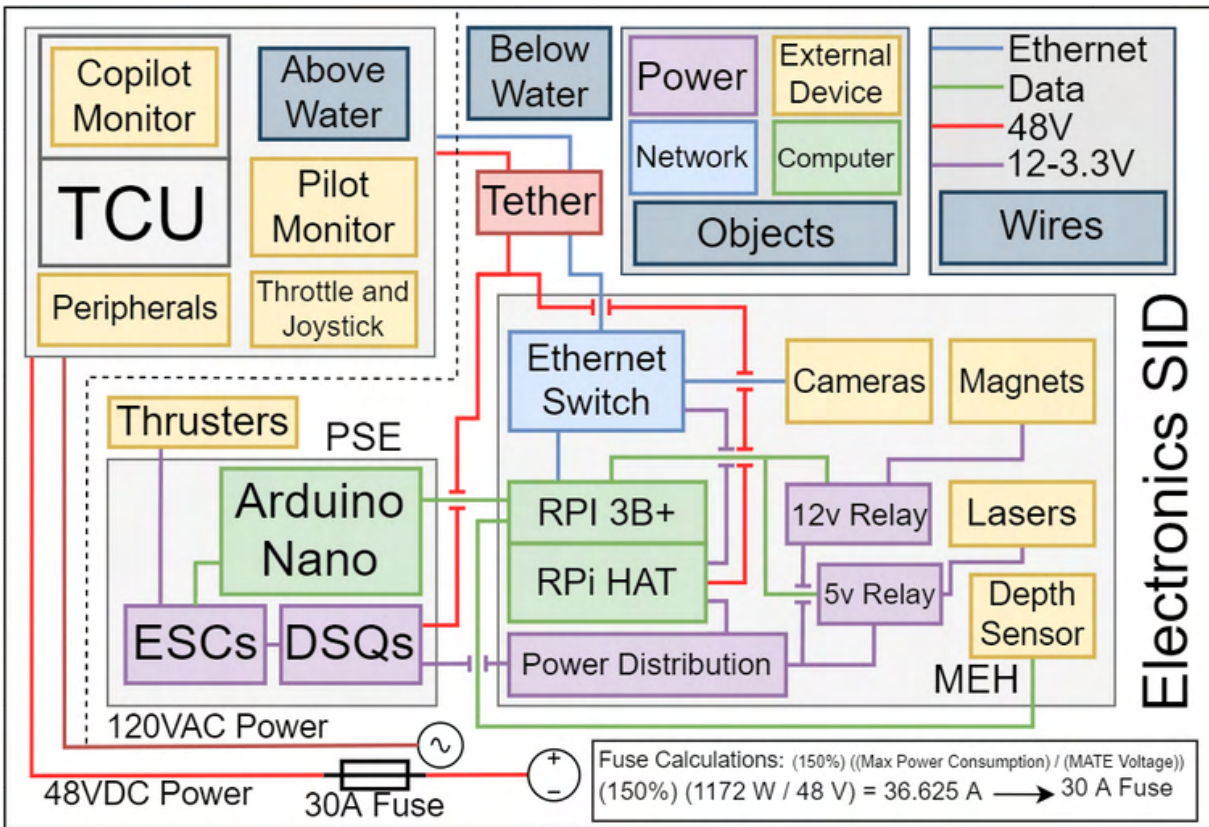 Copilot
Monitor
TCU
Peripherals
Above
Water
Pilot
Monitor
Throttle and
Joystick
Below
Water
Tether
Power
External
Device
Network
Computer
Objects
Ethernet
Data
48V
12-3.3V
Wires
Electronics SID
Thrusters
PSE
Arduino
Nano
ESCs
DSQs
Ethernet
Switch
Cameras
Magnets
RPI 3B+
RPi HAT
12v Relay
Lasers
5v Relay
Depth
Sensor
Power Distribution
MEH
120VAC Power
48VDC Power
30A Fuse
+
−
Fuse Calculations: (150%) ((Max Power Consumption) / (MATE Voltage))
(150%) (1172 W / 48 V) = 36.625 A ⟶ 30 A Fuse